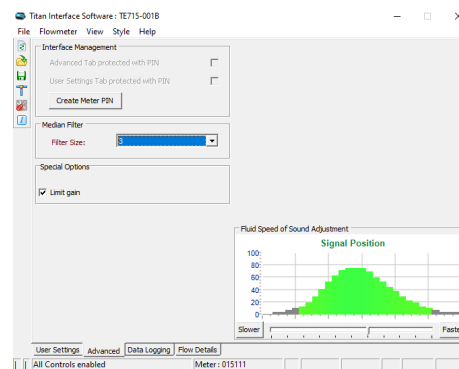 Titan Interface Software : TE715-001B
File Flowmeter View Style Help
Interface Management
Advanced Tab protected with PIN
User Settings Tab protected with PIN
Create Meter PIN
Median Filter
Filter Size: 3
Special Options
Limit gain
Fluid Speed of Sound Adjustment
Signal Position
100
80
60
40
20
0
Slower Faste
User Settings Advanced Data Logging Flow Details
All Controls enabled Meter : 015111